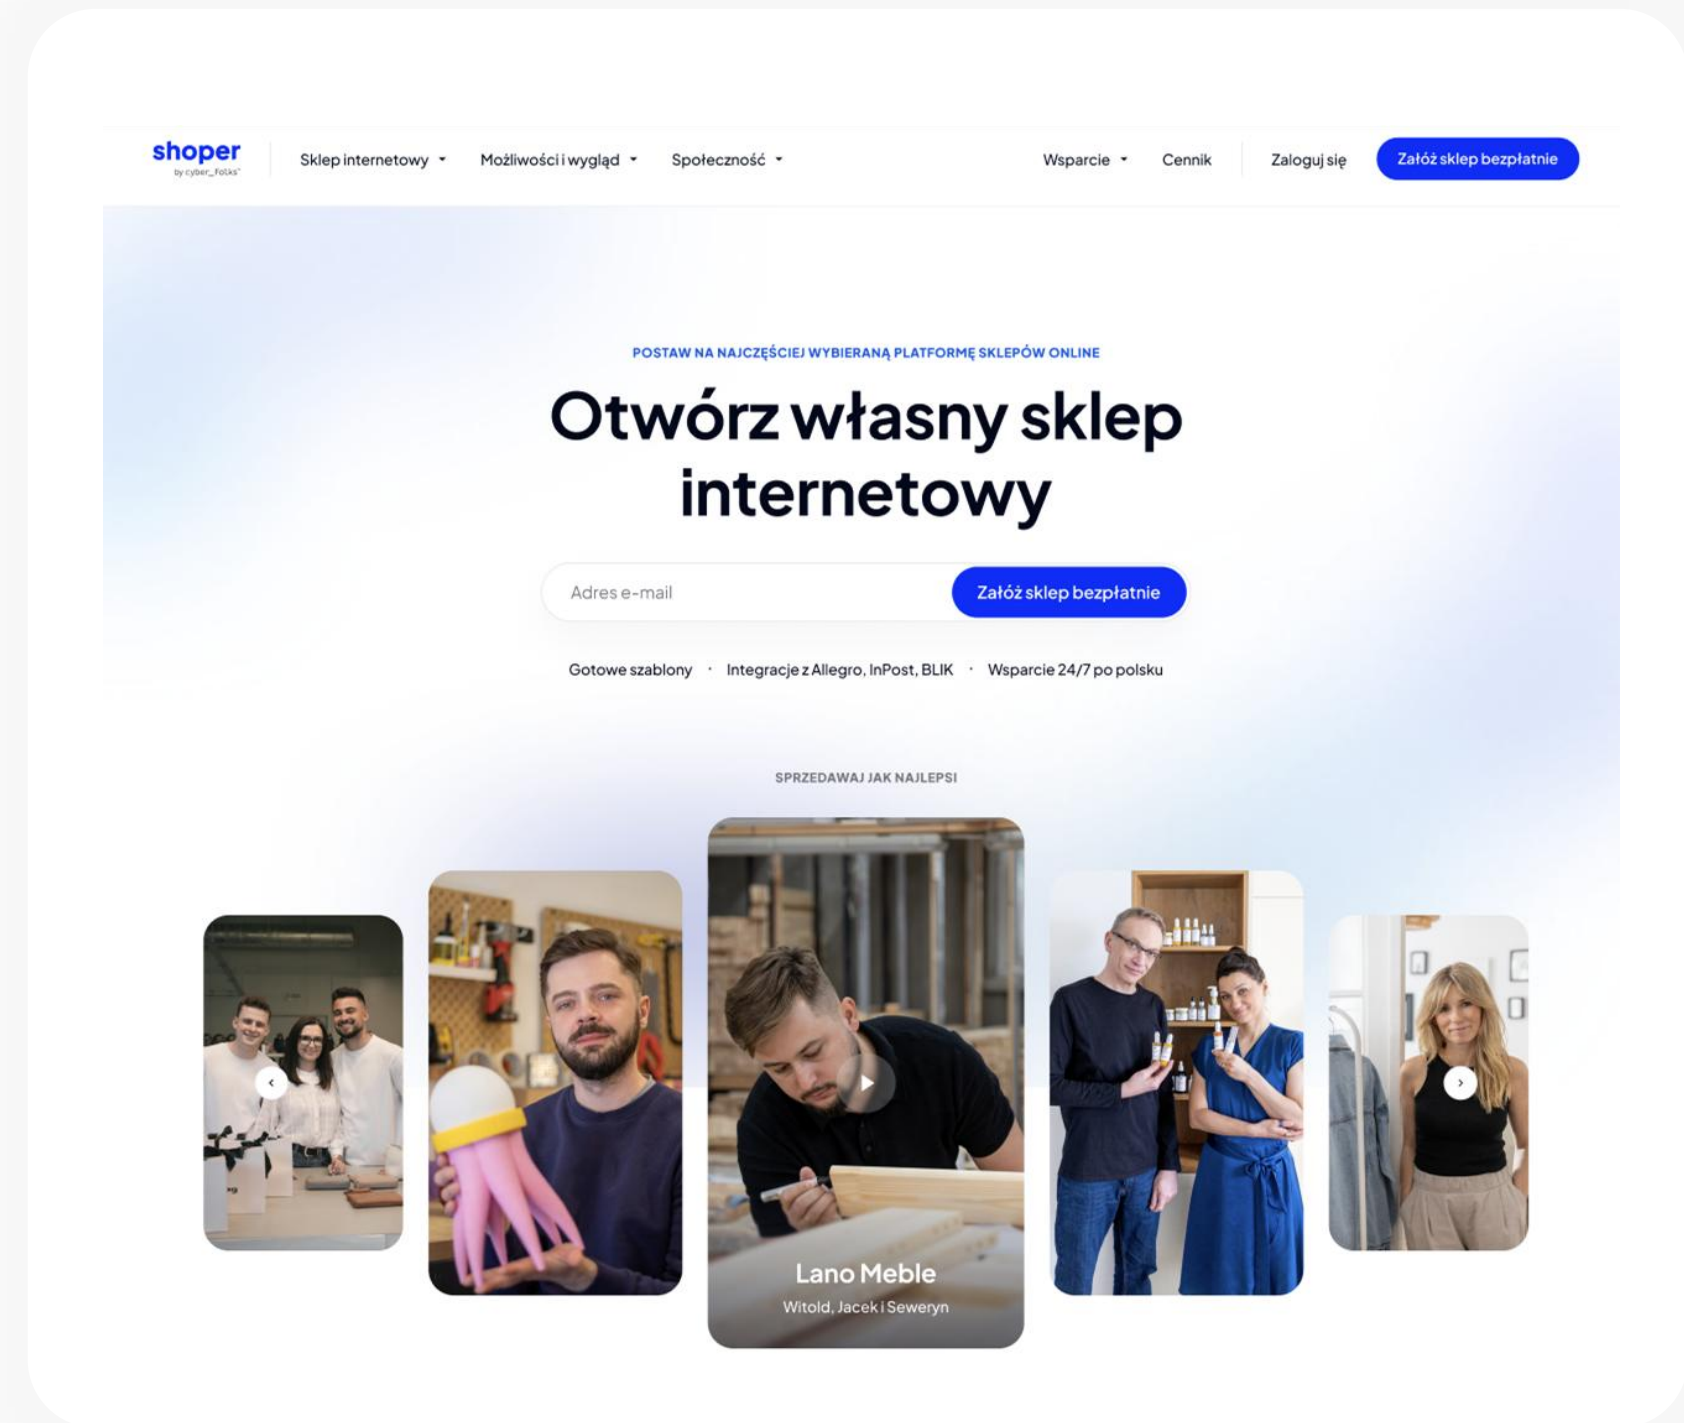 shoper
by cyber_Folks
Sklep internetowy
Możliwości i wygląd
Społeczność
Wsparcie
Cennik
Zaloguj się
Załóż sklep bezpłatnie
POSTAW NA NAJCZĘŚCIEJ WYBIERANĄ PLATFORMĘ SKLEPÓW ONLINE
Otwórz własny sklep
internetowy
Adres e-mail
Załóż sklep bezpłatnie
Gotowe szablony · Integracje z Allegro, InPost, BLIK · Wsparcie 24/7 po polsku
SPRZEDAWAJ JAK NAJLEPSI
Lano Meble
Witold, Jacek i Seweryn